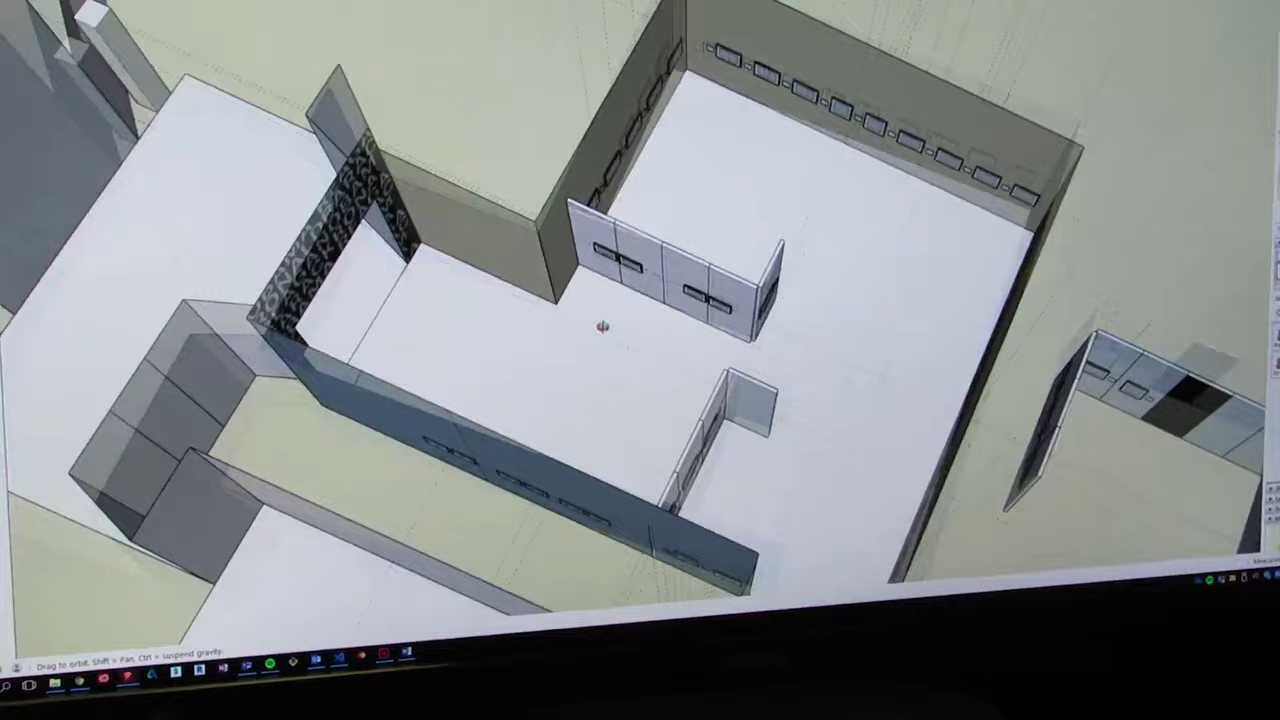 Drag to orbit. Shift = Pan, Ctrl = suspend gravity.